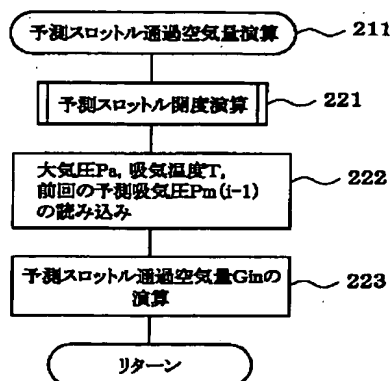 予測スロットル通過空気量演算
211
予測スロットル開度演算
221
大気圧Pa, 吸気温度T,
前回の予測吸気圧Pm(i-1)
の読み込み
222
予測スロットル通過空気量Ginの
演算
223
リターン